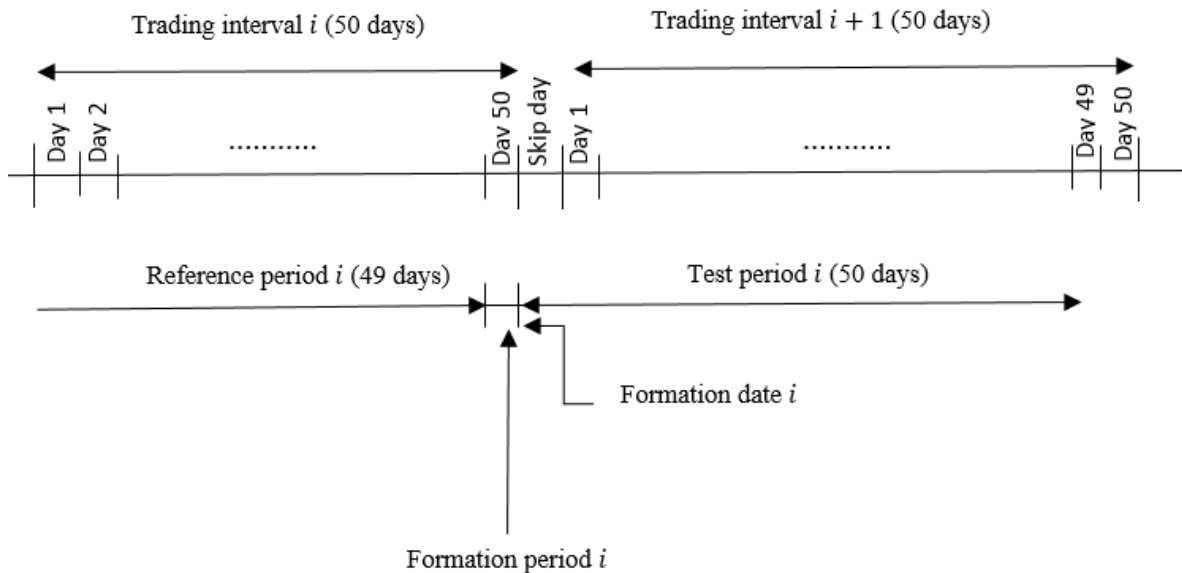 Trading interval i (50 days)
Trading interval i + 1 (50 days)
Day 1
Day 2
...........
Day 50
Skip day
Day 1
...........
Day 49
Day 50
Reference period i (49 days)
Test period i (50 days)
Formation date i
Formation period i